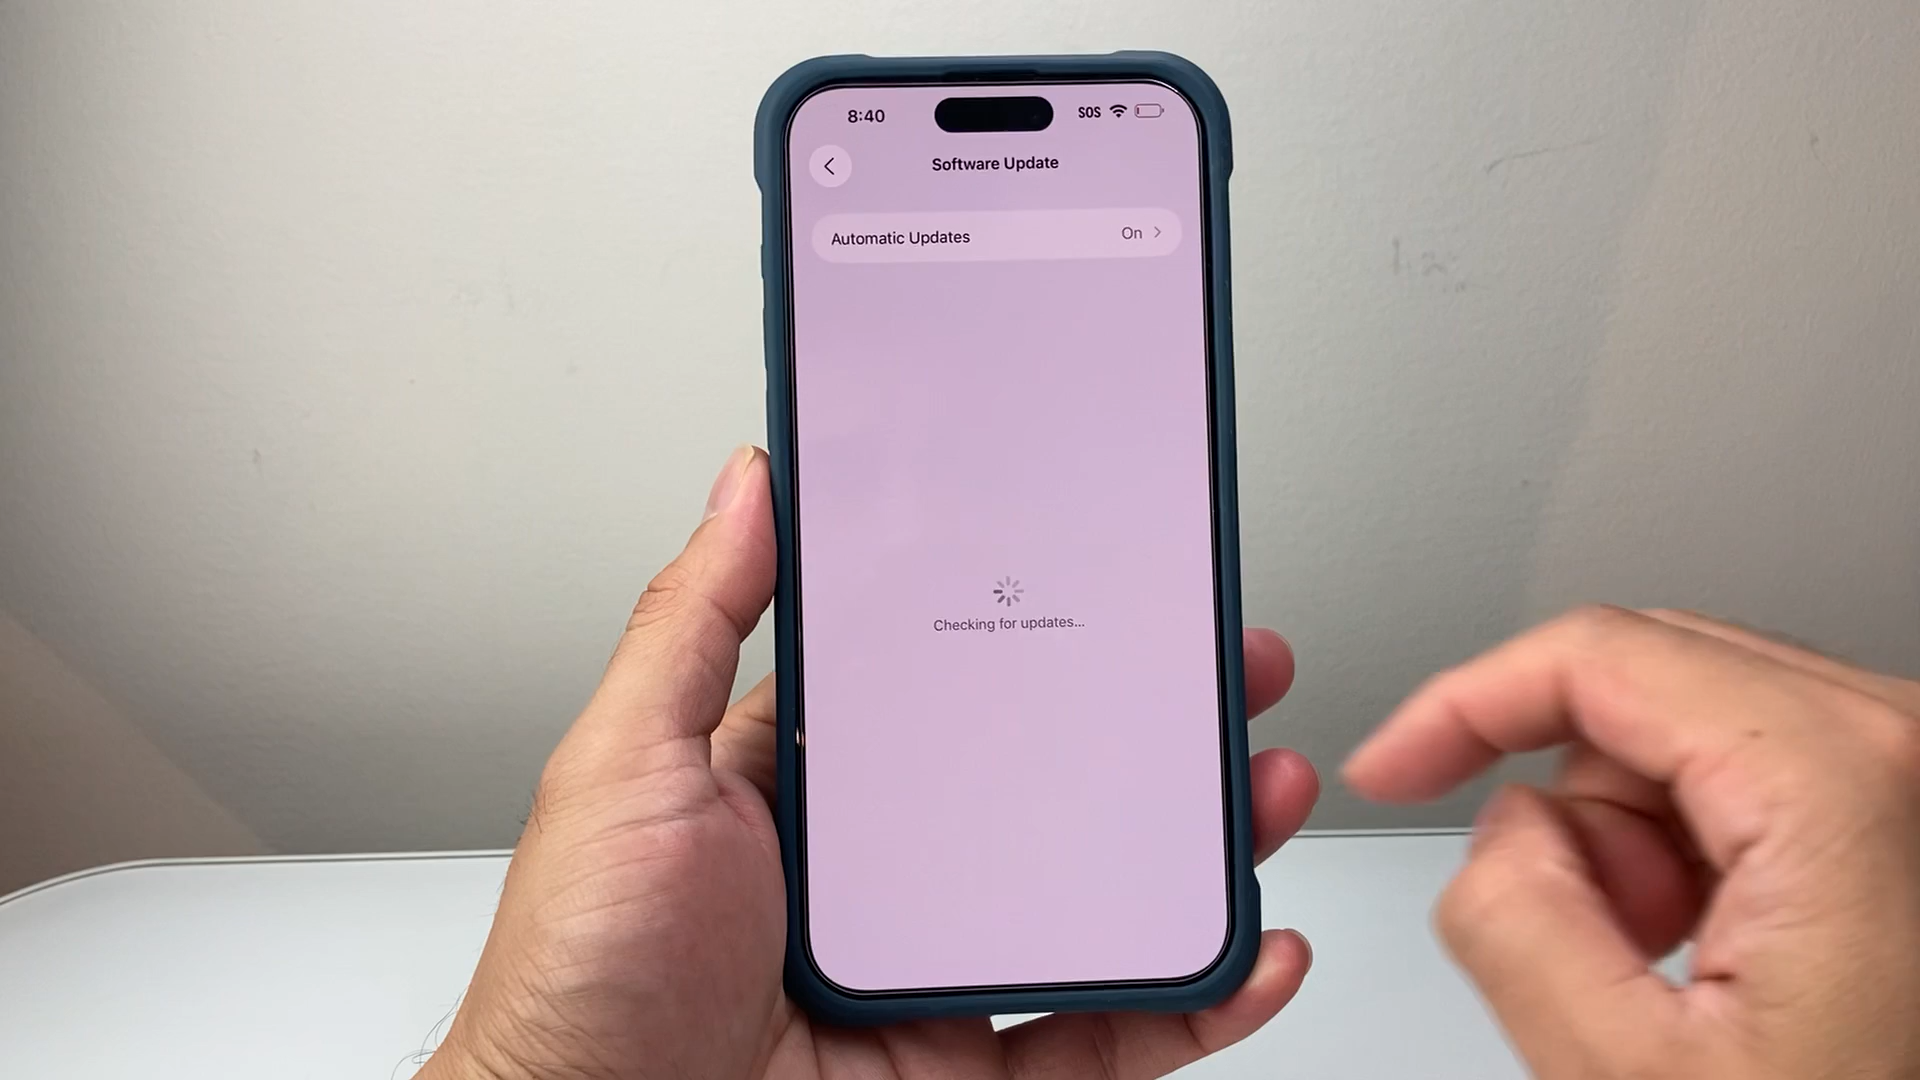 8:40
SOS
Software Update
Automatic Updates On
Checking for updates...